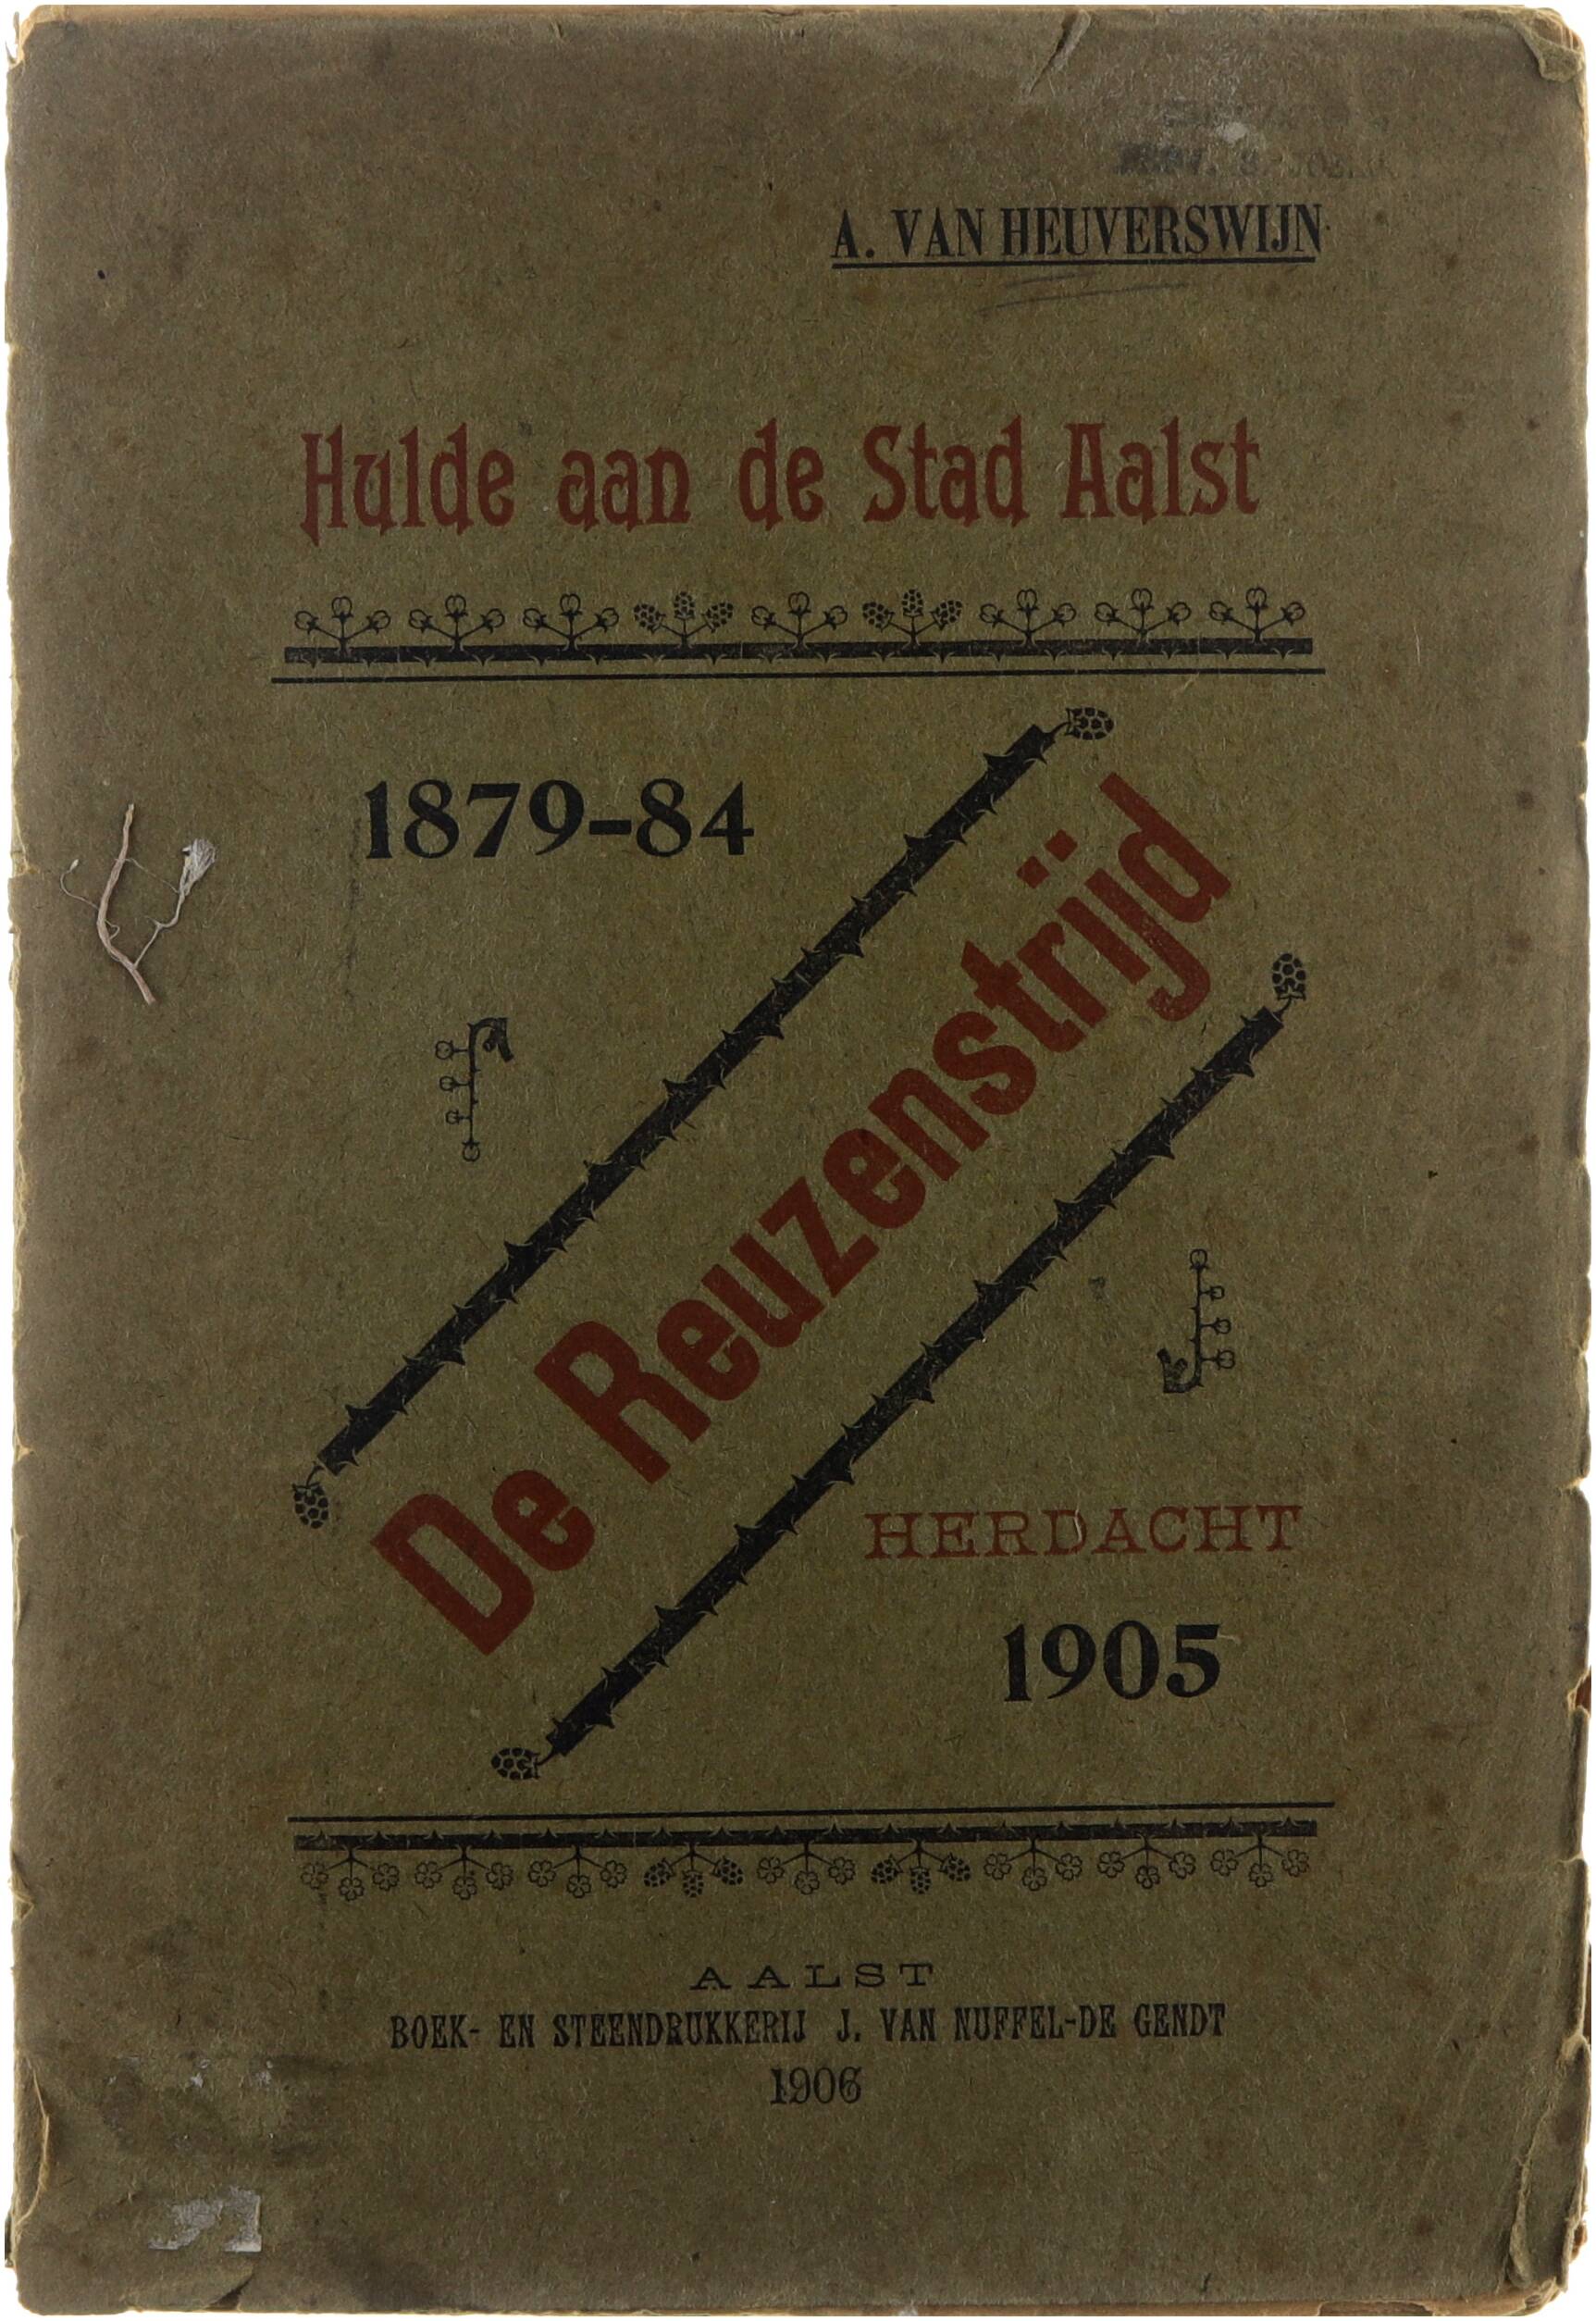 A. VAN HEUVERSWIJN
Hulde aan de Stad Aalst
1879-84
De Reuzenstrijd
HERDACHT
1905
AALST
BOEK- EN STEENDRUKKERIJ J. VAN NUFFEL-DE GENDT
1906